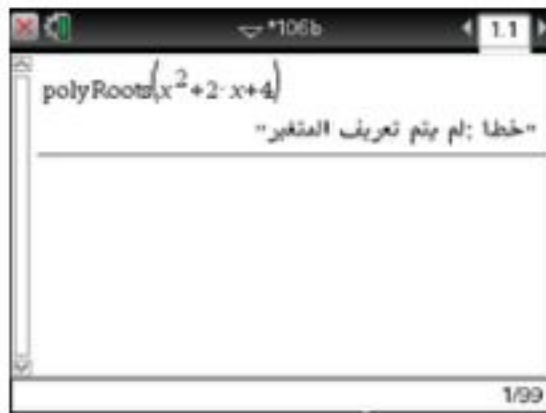 *106b 1.1
polyRoots(x²+2·x+4)
"خطأ :لم يتم تعريف المتغير"
1/99